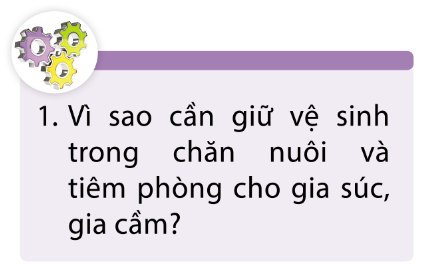 1. Vì sao cần giữ vệ sinh
trong chăn nuôi và
tiêm phòng cho gia súc,
gia cầm?